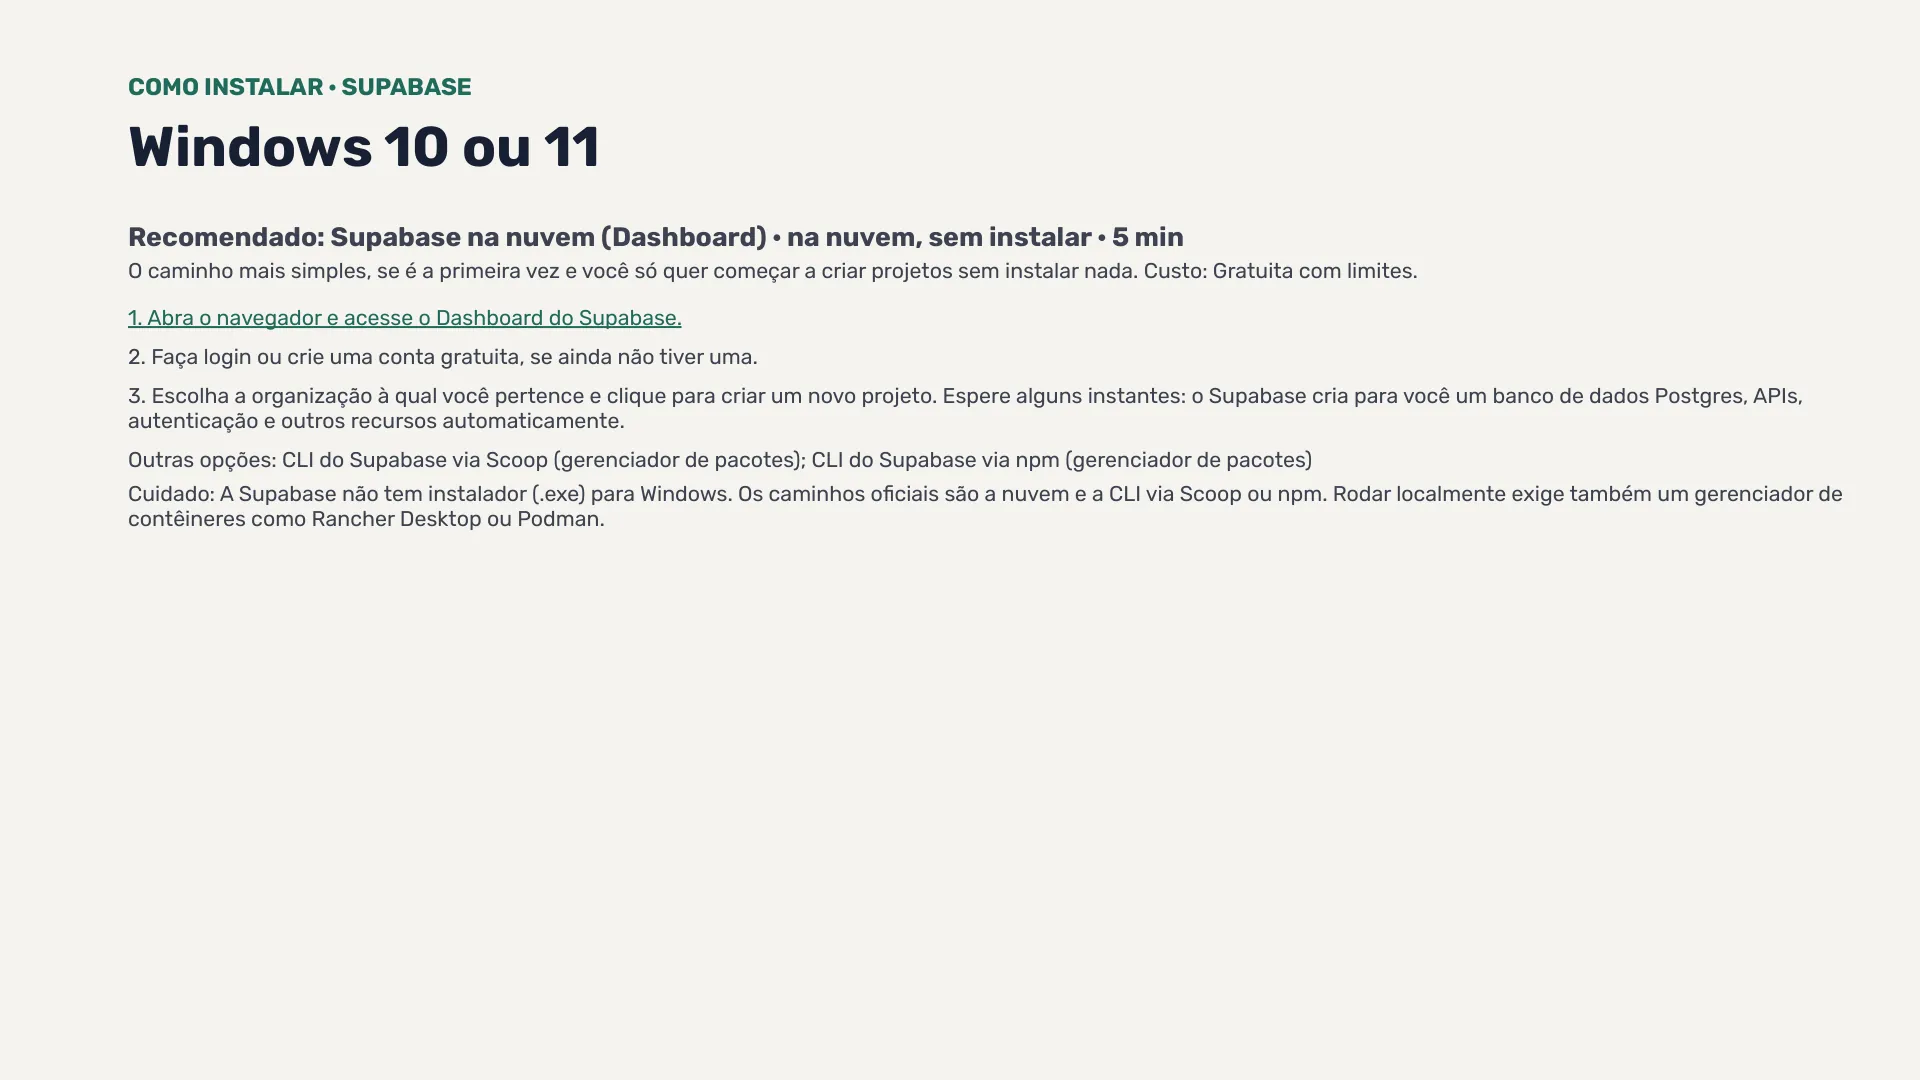 COMO INSTALAR • SUPABASE
Windows 10 ou 11
Recomendado: Supabase na nuvem (Dashboard) • na nuvem, sem instalar • 5 min
O caminho mais simples, se é a primeira vez e você só quer começar a criar projetos sem instalar nada. Custo: Gratuita com limites.
1. Abra o navegador e acesse o Dashboard do Supabase.
2. Faça login ou crie uma conta gratuita, se ainda não tiver uma.
3. Escolha a organização à qual você pertence e clique para criar um novo projeto. Espere alguns instantes: o Supabase cria para você um banco de dados Postgres, APIs,
autenticação e outros recursos automaticamente.
Outras opções: CLI do Supabase via Scoop (gerenciador de pacotes); CLI do Supabase via npm (gerenciador de pacotes)
Cuidado: A Supabase não tem instalador (.exe) para Windows. Os caminhos oficiais são a nuvem e a CLI via Scoop ou npm. Rodar localmente exige também um gerenciador de
contêineres como Rancher Desktop ou Podman.